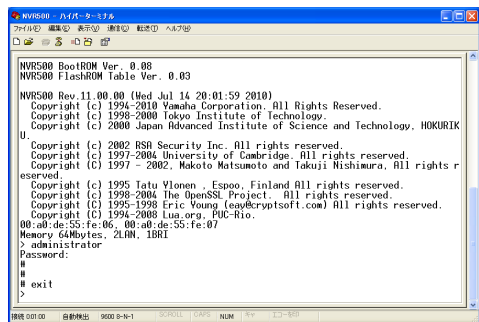 NVR500 - ハイパーターミナル
ファイル(F) 編集(E) 表示(V) 通信(C) 転送(T) ヘルプ(H)
NVR500 BootROM Ver. 0.08
NVR500 FlashROM Table Ver. 0.03
NVR500 Rev.11.00.00 (Wed Jul 14 20:01:59 2010)
Copyright (c) 1994-2010 Yamaha Corporation. All Rights Reserved.
Copyright (c) 1998-2000 Tokyo Institute of Technology.
Copyright (c) 2000 Japan Advanced Institute of Science and Technology, HOKURIK
U.
Copyright (c) 2002 RSA Security Inc. All rights reserved.
Copyright (c) 1997-2004 University of Cambridge. All rights reserved.
Copyright (C) 1997 - 2002, Makoto Matsumoto and Takuji Nishimura, All rights r
eserved.
Copyright (c) 1995 Tatu Ylonen , Espoo, Finland All rights reserved.
Copyright (c) 1998-2004 The OpenSSL Project.  All rights reserved.
Copyright (C) 1995-1998 Eric Young (eay@cryptsoft.com) All rights reserved.
Copyright (C) 1994-2008 Lua.org, PUC-Rio.
00:a0:de:55:fe:06, 00:a0:de:55:fe:07
Memory 64Mbytes, 2LAN, 1BRI
> administrator
Password:
#
#
# exit
>
接続 0:01:00 自動検出 9600 8-N-1 SCROLL CAPS NUM キャ エコーを印